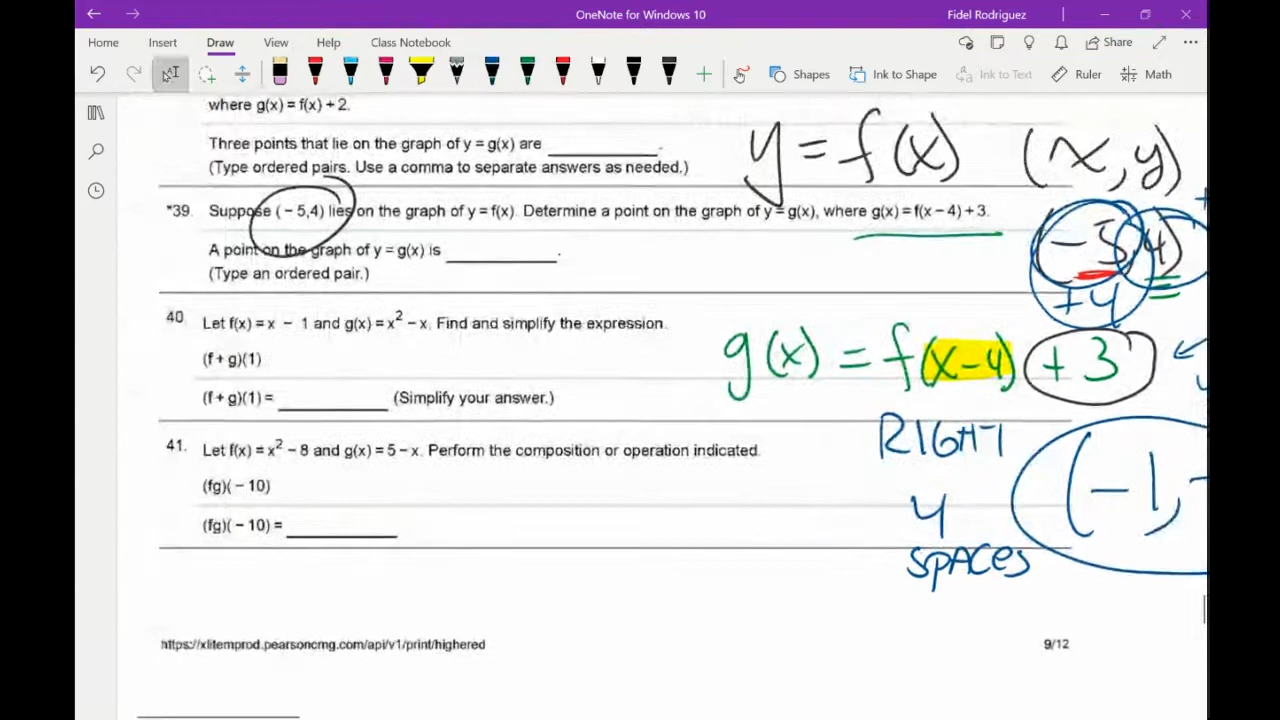 OneNote for Windows 10
Fidel Rodriguez
Home Insert Draw View Help Class Notebook
Share
Shapes Ink to Shape Ink to Text Ruler Math
where g(x) = f(x) + 2.
Three points that lie on the graph of y = g(x) are ________.
(Type ordered pairs. Use a comma to separate answers as needed.)
*39. Suppose (−5,4) lies on the graph of y = f(x). Determine a point on the graph of y = g(x), where g(x) = f(x − 4) + 3.
A point on the graph of y = g(x) is ________.
(Type an ordered pair.)
40. Let f(x) = x − 1 and g(x) = x² − x. Find and simplify the expression.
(f + g)(1)
(f + g)(1) = ________ (Simplify your answer.)
41. Let f(x) = x² − 8 and g(x) = 5 − x. Perform the composition or operation indicated.
(fg)(−10)
(fg)(−10) = ________
https://xlitemprod.pearsoncmg.com/api/v1/print/highered
9/12
y = f(x) (x, y)
(−5, 4)
+4
g(x) = f(x−4) + 3
RIGHT
4
SPACES
(−1,